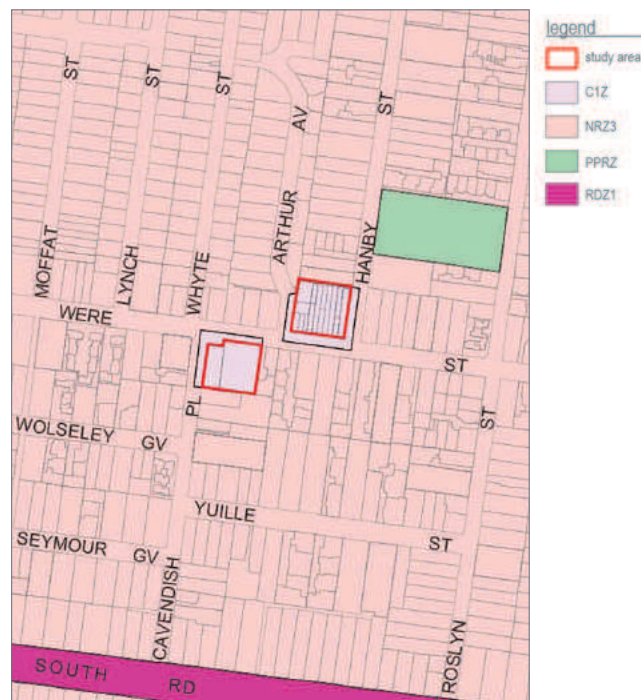 legend
study area
C1Z
NRZ3
PPRZ
RDZ1
ST
ST
ST
ST
AV
ARTHUR
HANBY
MOFFAT
LYNCH
WHYTE
WERE
ST
ST
PL
WOLSELEY GV
YUILLE ST
SEYMOUR GV
CAVENDISH
ROSLYN
SOUTH RD